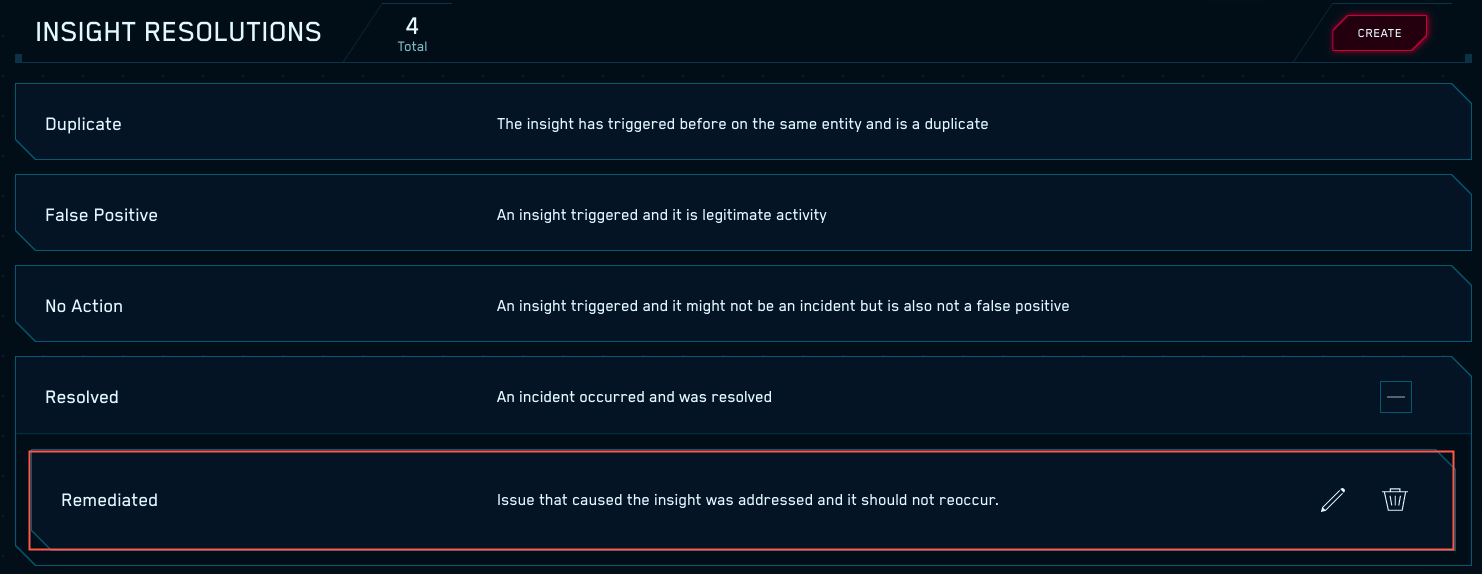 INSIGHT RESOLUTIONS
4
Total
CREATE
Duplicate
The insight has triggered before on the same entity and is a duplicate
False Positive
An insight triggered and it is legitimate activity
No Action
An insight triggered and it might not be an incident but is also not a false positive
Resolved
An incident occurred and was resolved
Remediated
Issue that caused the insight was addressed and it should not reoccur.